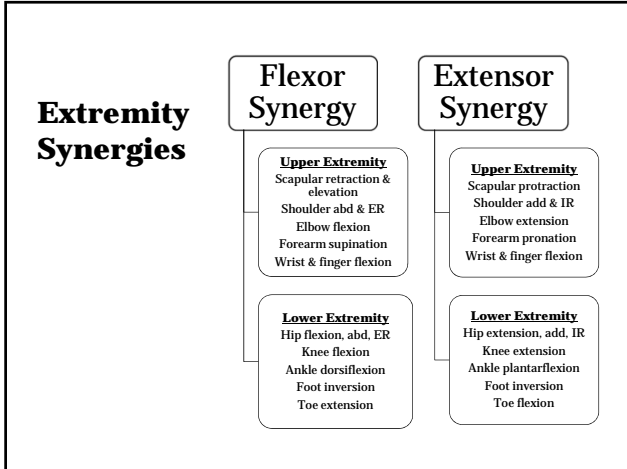 Extremity
Synergies
Flexor
Synergy
Upper Extremity
Scapular retraction &
elevation
Shoulder abd & ER
Elbow flexion
Forearm supination
Wrist & finger flexion
Lower Extremity
Hip flexion, abd, ER
Knee flexion
Ankle dorsiflexion
Foot inversion
Toe extension
Extensor
Synergy
Upper Extremity
Scapular protraction
Shoulder add & IR
Elbow extension
Forearm pronation
Wrist & finger flexion
Lower Extremity
Hip extension, add, IR
Knee extension
Ankle plantarflexion
Foot inversion
Toe flexion